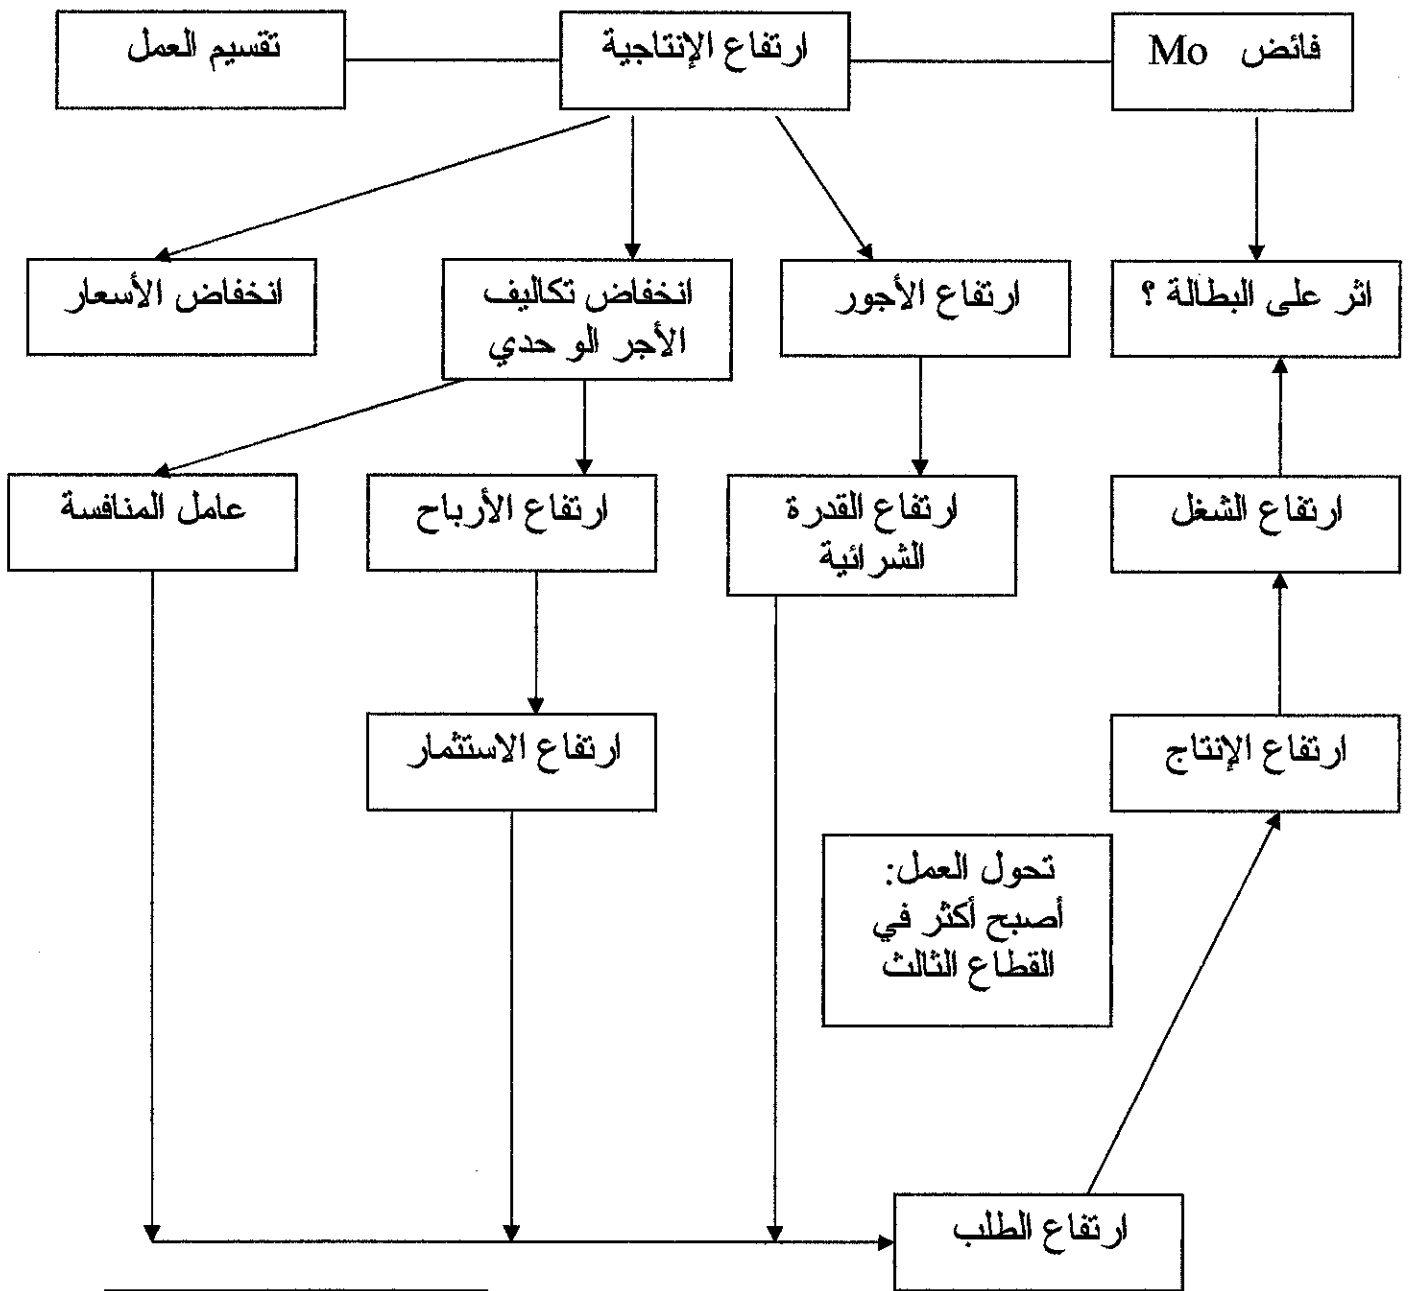 فائض Mo
ارتفاع الإنتاجية
تقسيم العمل
اثر على البطالة ؟
ارتفاع الأجور
انخفاض تكاليف
الأجر الو حدي
انخفاض الأسعار
ارتفاع الشغل
ارتفاع القدرة
الشرائية
ارتفاع الأرباح
عامل المنافسة
ارتفاع الإنتاج
ارتفاع الاستثمار
تحول العمل:
أصبح أكثر في
القطاع الثالث
ارتفاع الطلب